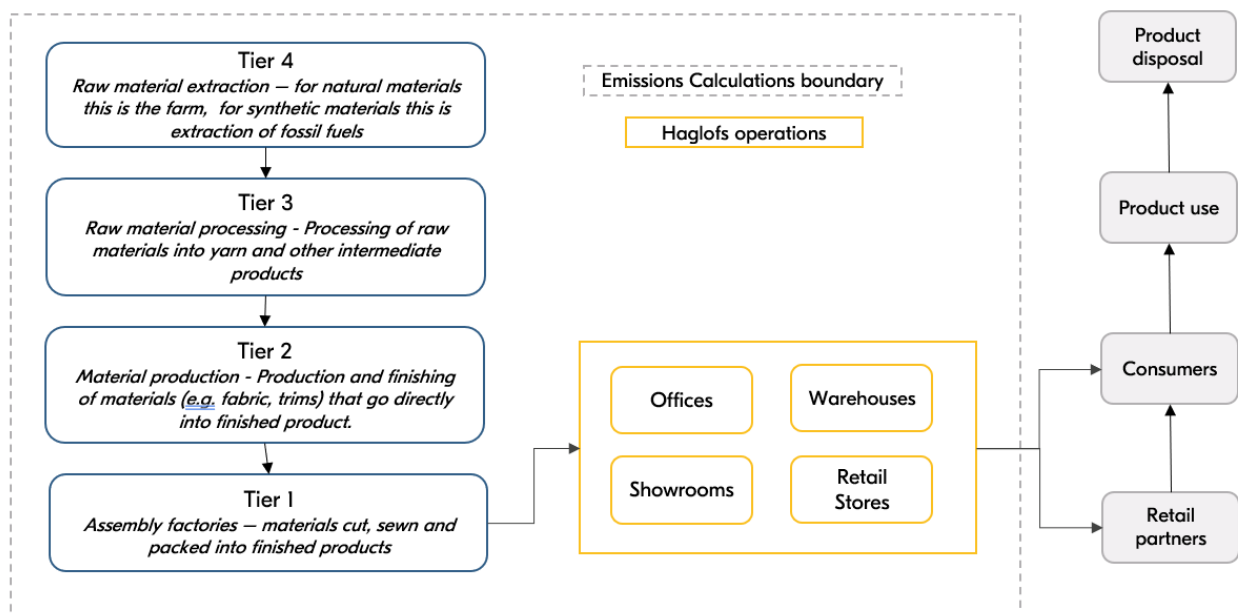 Tier 4
Raw material extraction – for natural materials
this is the farm, for synthetic materials this is
extraction of fossil fuels
Tier 3
Raw material processing - Processing of raw
materials into yarn and other intermediate
products
Tier 2
Material production - Production and finishing
of materials (e.g. fabric, trims) that go directly
into finished product.
Tier 1
Assembly factories – materials cut, sewn and
packed into finished products
Emissions Calculations boundary
Haglofs operations
Offices
Warehouses
Showrooms
Retail
Stores
Product
disposal
Product use
Consumers
Retail
partners